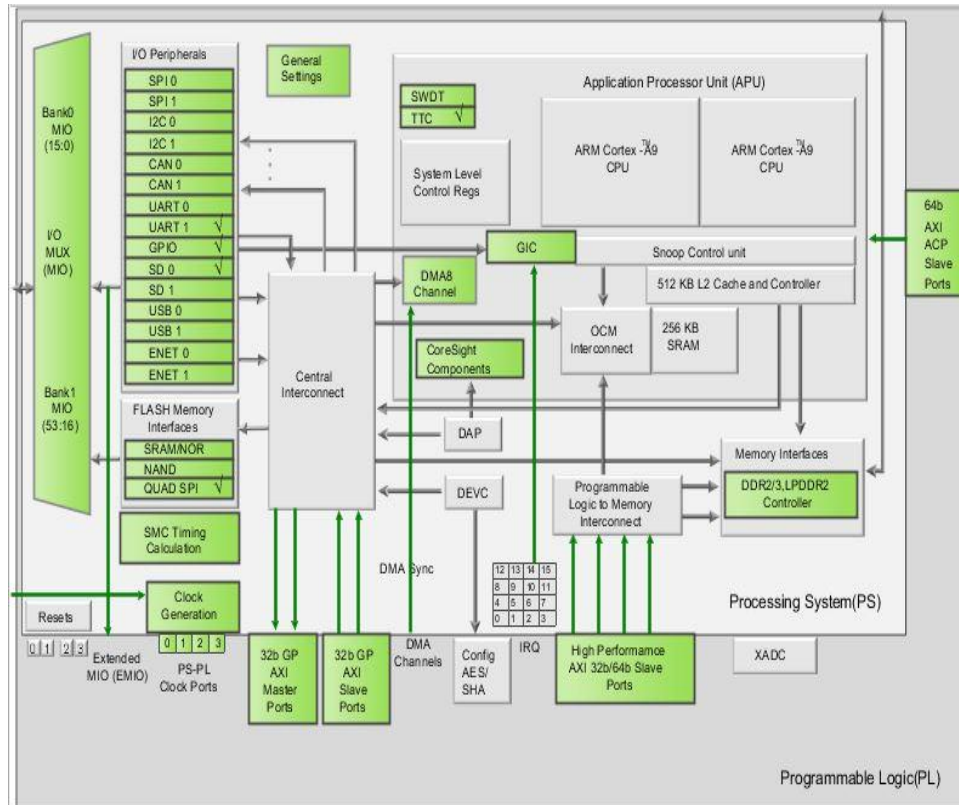 I/O Peripherals
SPI 0
SPI 1
I2C 0
I2C 1
CAN 0
CAN 1
UART 0
UART 1 √
GPIO √
SD 0 √
SD 1
USB 0
USB 1
ENET 0
ENET 1
Bank0
MIO
(15:0)
I/O
MUX
(MIO)
Bank1
MIO
(53:16)
FLASH Memory
Interfaces
SRAM/NOR
NAND
QUAD SPI √
SMC Timing
Calculation
Clock
Generation
Resets
0 1 2 3
Extended
MIO (EMIO)
0 1 2 3
PS-PL
Clock Ports
General
Settings
Central
Interconnect
Application Processor Unit (APU)
SWDT
TTC √
System Level
Control Regs
ARM Cortex -A9
TM
CPU
ARM Cortex -A9
TM
CPU
GIC
Snoop Control unit
DMA8
Channel
512 KB L2 Cache and Controller
OCM
Interconnect
256 KB
SRAM
CoreSight
Components
DAP
DEVC
Programmable
Logic to Memory
Interconnect
Memory Interfaces
DDR2/3,LPDDR2
Controller
64b
AXI
ACP
Slave
Ports
DMA Sync
12 13 14 15
8 9 10 11
4 5 6 7
0 1 2 3
IRQ
Processing System(PS)
32b GP
AXI
Master
Ports
32b GP
AXI
Slave
Ports
DMA
Channels
Config
AES/
SHA
High Performamce
AXI 32b/64b Slave
Ports
XADC
Programmable Logic(PL)